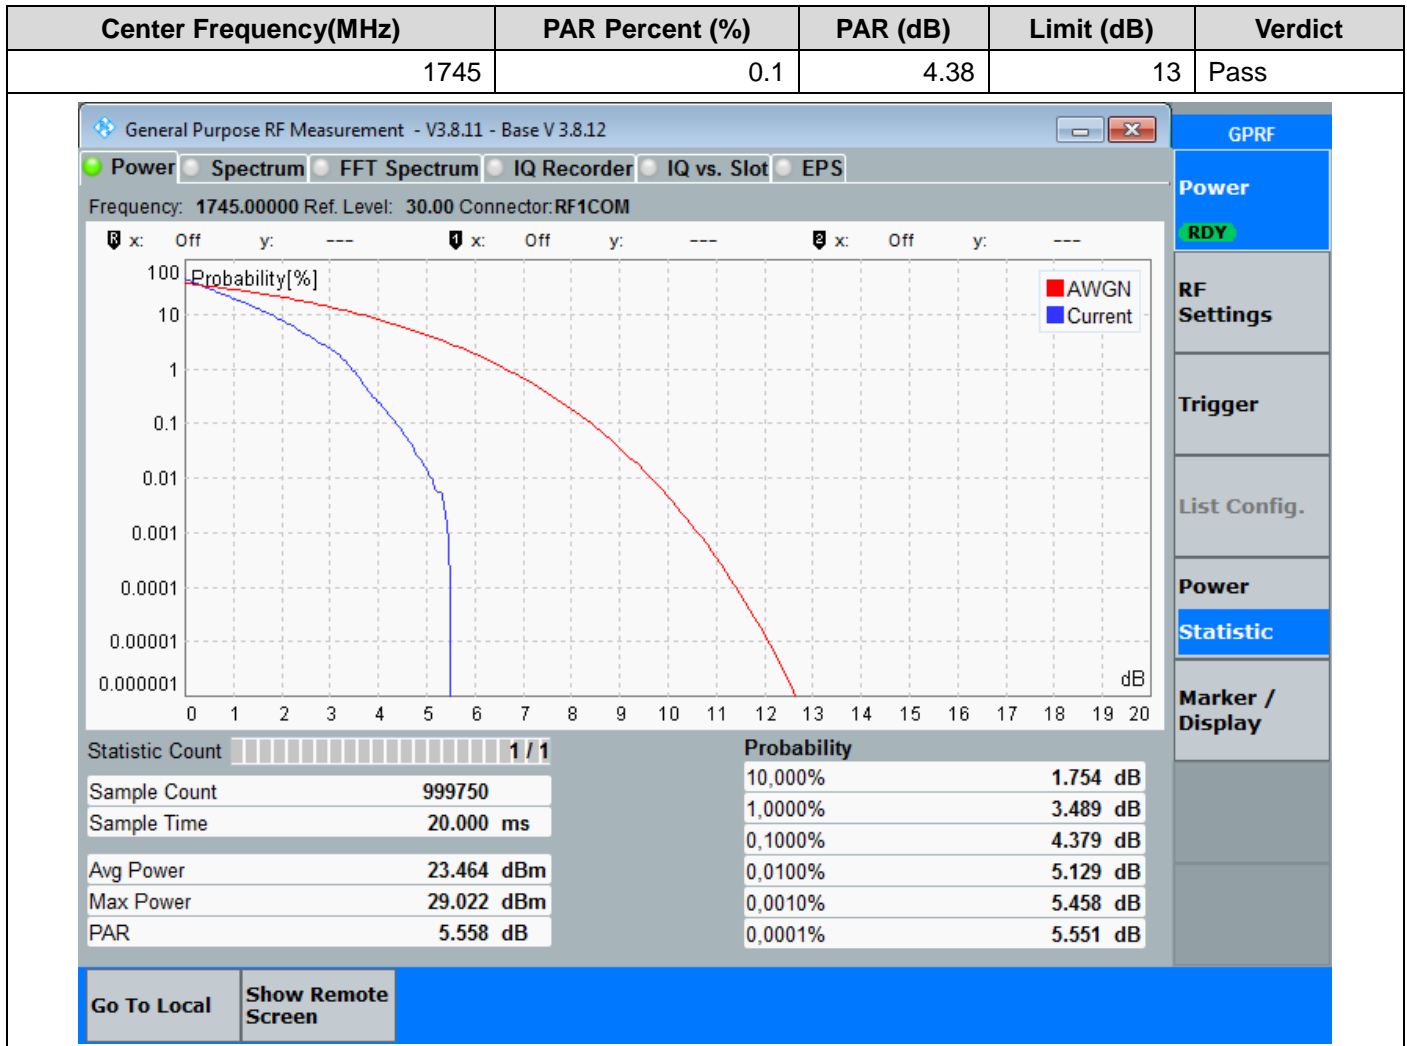 Center Frequency(MHz) PAR Percent (%) PAR (dB) Limit (dB) Verdict
1745 0.1 4.38 13 Pass
General Purpose RF Measurement - V3.8.11 - Base V 3.8.12
GPRF
Power Spectrum FFT Spectrum IQ Recorder IQ vs. Slot EPS
Frequency: 1745.00000 Ref. Level: 30.00 Connector:RF1COM
R x: Off y: --- 1 x: Off y: --- 2 x: Off y: ---
Probability[%]
100
10
1
0.1
0.01
0.001
0.0001
0.00001
0.000001
AWGN
Current
dB
0 1 2 3 4 5 6 7 8 9 10 11 12 13 14 15 16 17 18 19 20
Statistic Count 1 / 1
Sample Count 999750
Sample Time 20.000 ms
Avg Power 23.464 dBm
Max Power 29.022 dBm
PAR 5.558 dB
Probability
10,000% 1.754 dB
1,0000% 3.489 dB
0,1000% 4.379 dB
0,0100% 5.129 dB
0,0010% 5.458 dB
0,0001% 5.551 dB
Power
RDY
RF
Settings
Trigger
List Config.
Power
Statistic
Marker /
Display
Go To Local
Show Remote
Screen